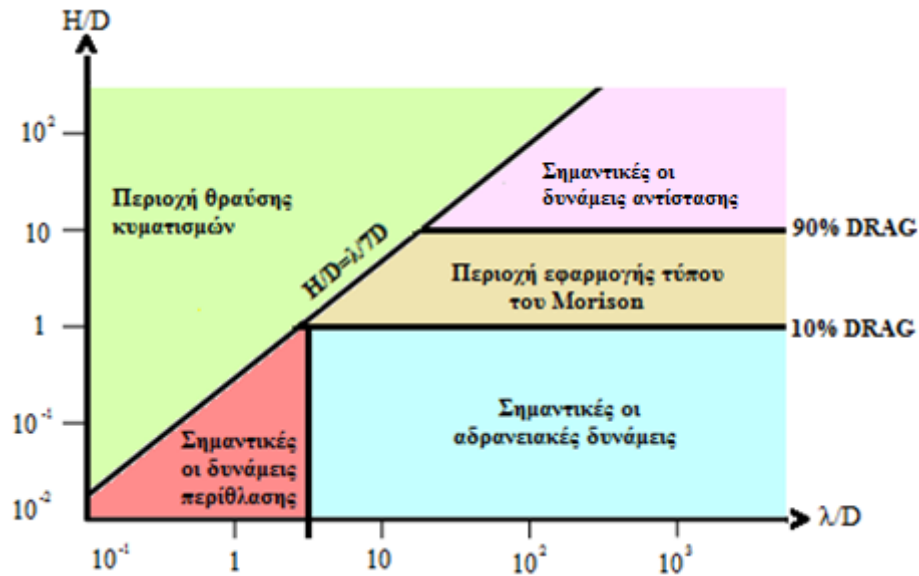 H/D
10²
Περιοχή θραύσης
κυματισμών
Σημαντικές οι
δυνάμεις αντίστασης
10
90% DRAG
H/D=λ/7D
Περιοχή εφαρμογής τύπου
του Morison
1
10% DRAG
10⁻¹
Σημαντικές
οι δυνάμεις
περίθλασης
Σημαντικές οι
αδρανειακές δυνάμεις
10⁻²
λ/D
10⁻¹ 1 10 10² 10³